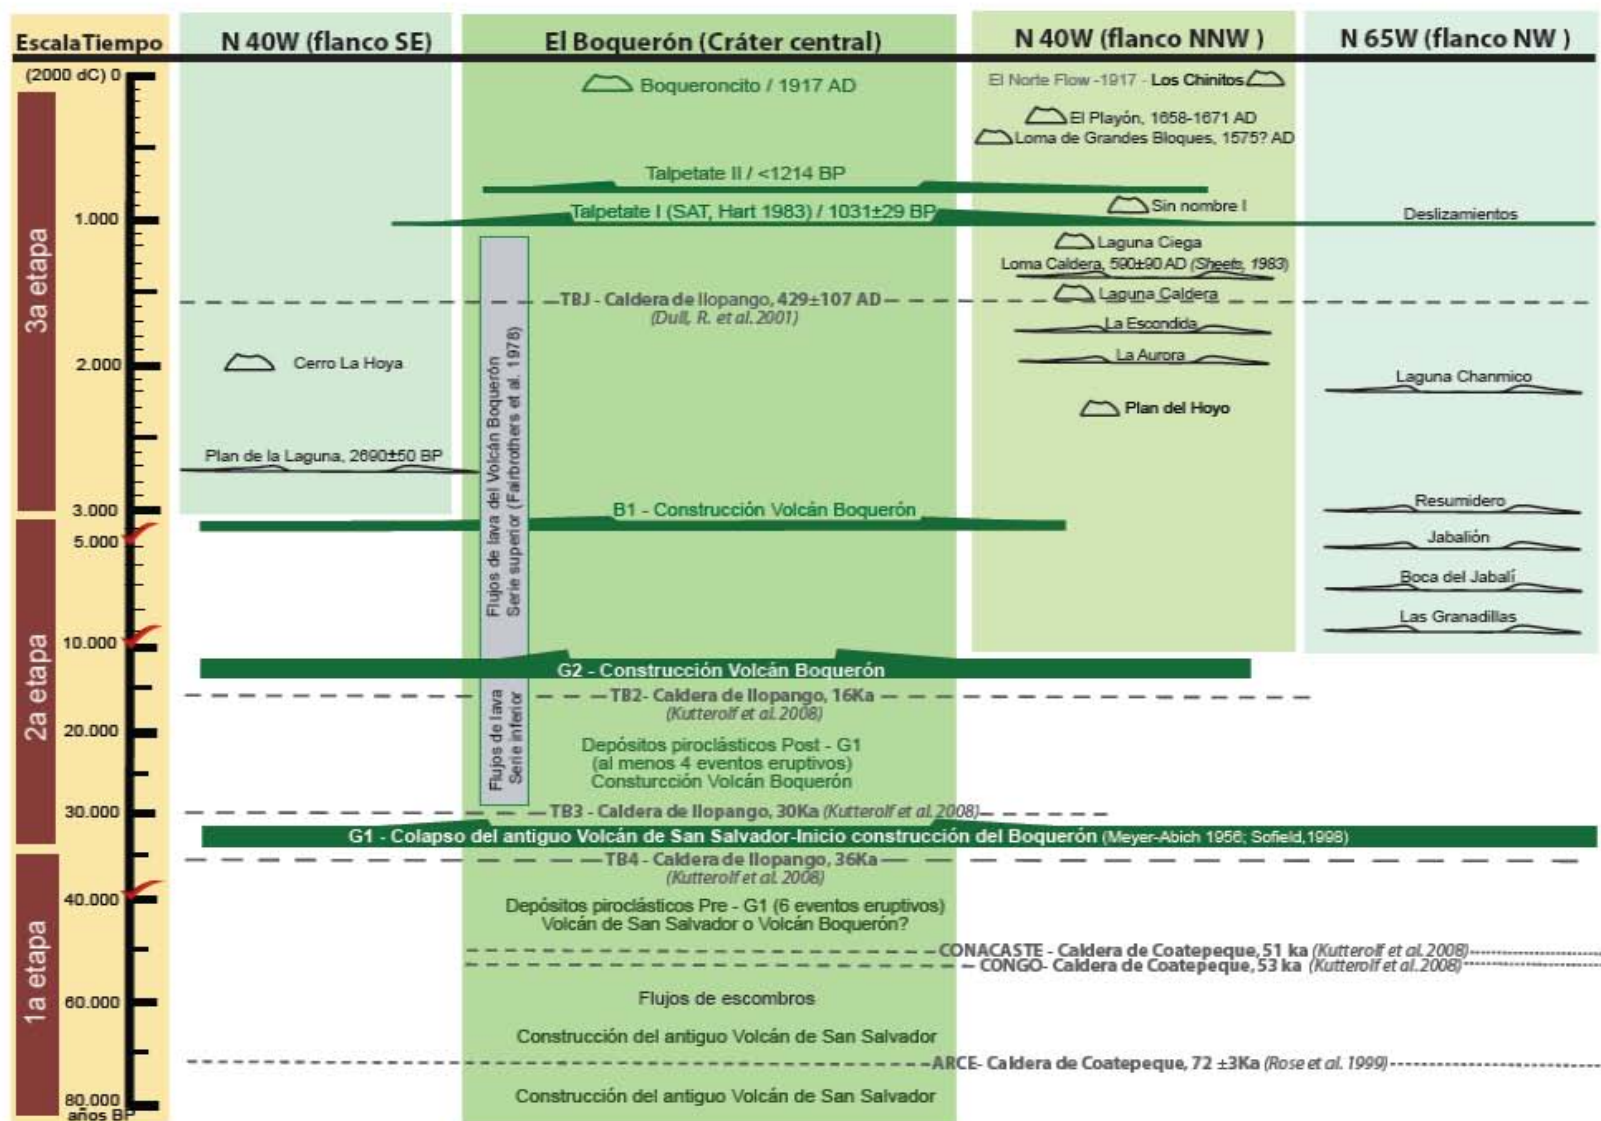 EscalaTiempo
N 40W (flanco SE)
El Boquerón (Cráter central)
N 40W (flanco NNW )
N 65W (flanco NW )
(2000 dC) 0
1.000
2.000
3.000
5.000
10.000
20.000
30.000
40.000
60.000
80.000
años BP
3a etapa
2a etapa
1a etapa
Boqueroncito / 1917 AD
El Norte Flow -1917 - Los Chinitos
El Playón, 1658-1671 AD
Loma de Grandes Bloques, 1575? AD
Talpetate II / <1214 BP
Talpetate I (SAT, Hart 1983) / 1031±29 BP
Sin nombre I
Deslizamientos
Laguna Ciega
Loma Caldera, 590±90 AD (Sheets, 1983)
TBJ - Caldera de Ilopango, 429±107 AD
(Dull, R. et al. 2001)
Laguna Caldera
La Escondida
La Aurora
Cerro La Hoya
Laguna Chanmico
Plan del Hoyo
Plan de la Laguna, 2690±50 BP
Flujos de lava del Volcán Boquerón
Serie superior (Fairbrothers et al. 1978)
B1 - Construcción Volcán Boquerón
Resumidero
Jabalión
Boca del Jabalí
Las Granadillas
G2 - Construcción Volcán Boquerón
TB2- Caldera de Ilopango, 16Ka
(Kutterolf et al. 2008)
Flujos de lava
Serie inferior
Depósitos piroclásticos Post - G1
(al menos 4 eventos eruptivos)
Consturcción Volcán Boquerón
TB3 - Caldera de Ilopango, 30Ka (Kutterolf et al. 2008)
G1 - Colapso del antiguo Volcán de San Salvador-Inicio construcción del Boquerón (Meyer-Abich 1956; Sofield,1998)
TB4 - Caldera de Ilopango, 36Ka
(Kutterolf et al. 2008)
Depósitos piroclásticos Pre - G1 (6 eventos eruptivos)
Volcán de San Salvador o Volcán Boquerón?
CONACASTE - Caldera de Coatepeque, 51 ka (Kutterolf et al. 2008)
CONGO- Caldera de Coatepeque, 53 ka (Kutterolf et al. 2008)
Flujos de escombros
Construcción del antiguo Volcán de San Salvador
ARCE- Caldera de Coatepeque, 72 ±3Ka (Rose et al. 1999)
Construcción del antiguo Volcán de San Salvador